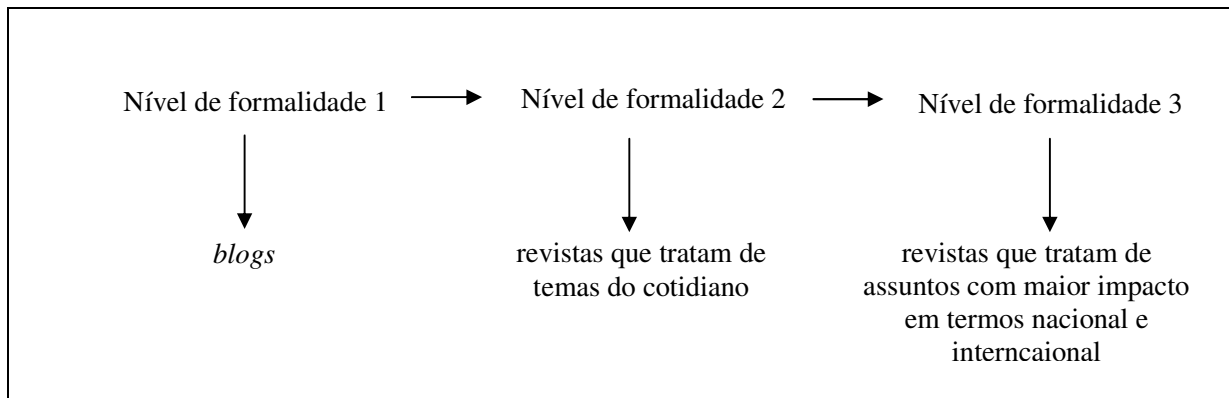 Nível de formalidade 1
Nível de formalidade 2
Nível de formalidade 3
blogs
revistas que tratam de
temas do cotidiano
revistas que tratam de
assuntos com maior impacto
em termos nacional e
interncaional